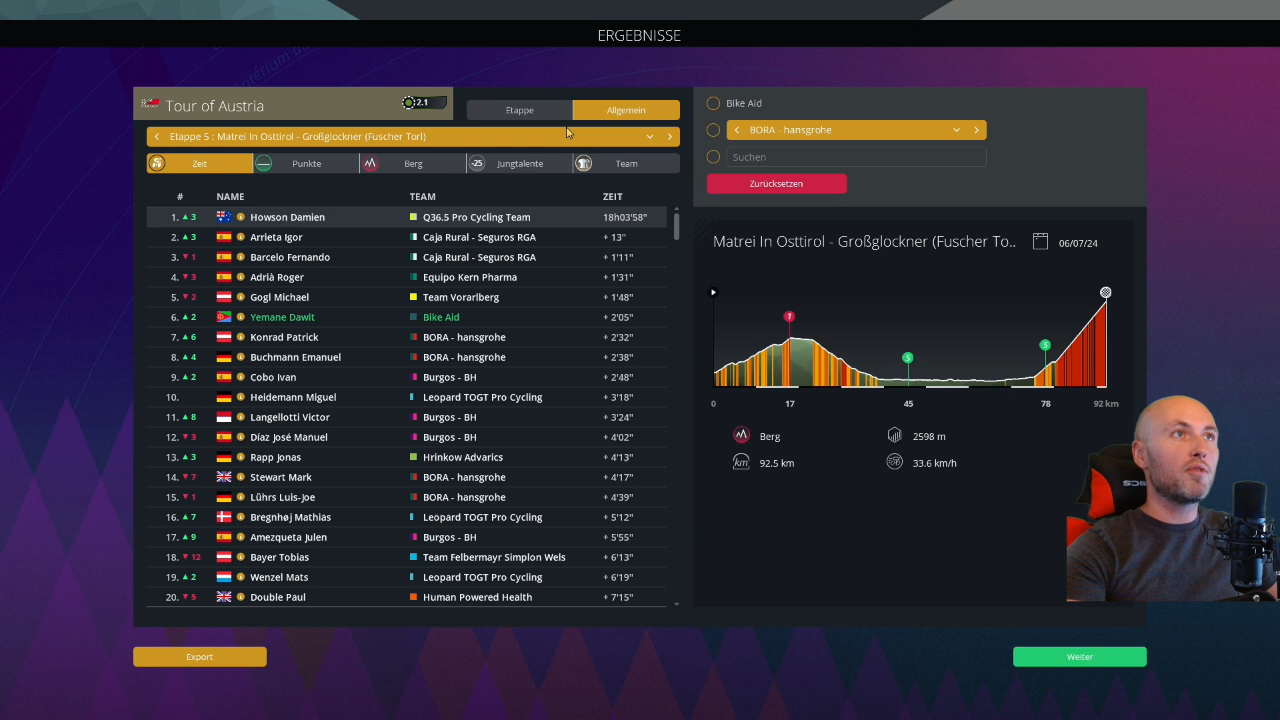 ERGEBNISSE
Tour of Austria
2.1
Etappe
Allgemein
Etappe 5 : Matrei In Osttirol - Großglockner (Fuscher Törl)
Zeit
Punkte
Berg
-25
Jungtalente
Team
# NAME TEAM ZEIT
1. ▲ 3 Howson Damien Q36.5 Pro Cycling Team 18h03'58"
2. ▲ 3 Arrieta Igor Caja Rural - Seguros RGA + 13"
3. ▼ 1 Barcelo Fernando Caja Rural - Seguros RGA + 1'11"
4. ▼ 3 Adrià Roger Equipo Kern Pharma + 1'31"
5. ▼ 2 Gogl Michael Team Vorarlberg + 1'48"
6. ▲ 2 Yemane Dawit Bike Aid + 2'05"
7. ▲ 6 Konrad Patrick BORA - hansgrohe + 2'32"
8. ▲ 4 Buchmann Emanuel BORA - hansgrohe + 2'38"
9. ▲ 2 Cobo Ivan Burgos - BH + 2'48"
10. Heidemann Miguel Leopard TOGT Pro Cycling + 3'18"
11. ▲ 8 Langellotti Victor Burgos - BH + 3'24"
12. ▼ 3 Díaz José Manuel Burgos - BH + 4'02"
13. ▲ 3 Rapp Jonas Hrinkow Advarics + 4'13"
14. ▼ 7 Stewart Mark BORA - hansgrohe + 4'17"
15. ▼ 1 Lührs Luis-Joe BORA - hansgrohe + 4'39"
16. ▲ 7 Bregnhøj Mathias Leopard TOGT Pro Cycling + 5'12"
17. ▲ 9 Amezqueta Julen Burgos - BH + 5'55"
18. ▼ 12 Bayer Tobias Team Felbermayr Simplon Wels + 6'13"
19. ▲ 2 Wenzel Mats Leopard TOGT Pro Cycling + 6'19"
20. ▼ 5 Double Paul Human Powered Health + 7'15"
Bike Aid
BORA - hansgrohe
Suchen
Zurücksetzen
Matrei In Osttirol - Großglockner (Fuscher To..
06/07/24
1
S
S
0 17 45 78 92 km
Berg
2598 m
km
92.5 km
33.6 km/h
Export
Weiter